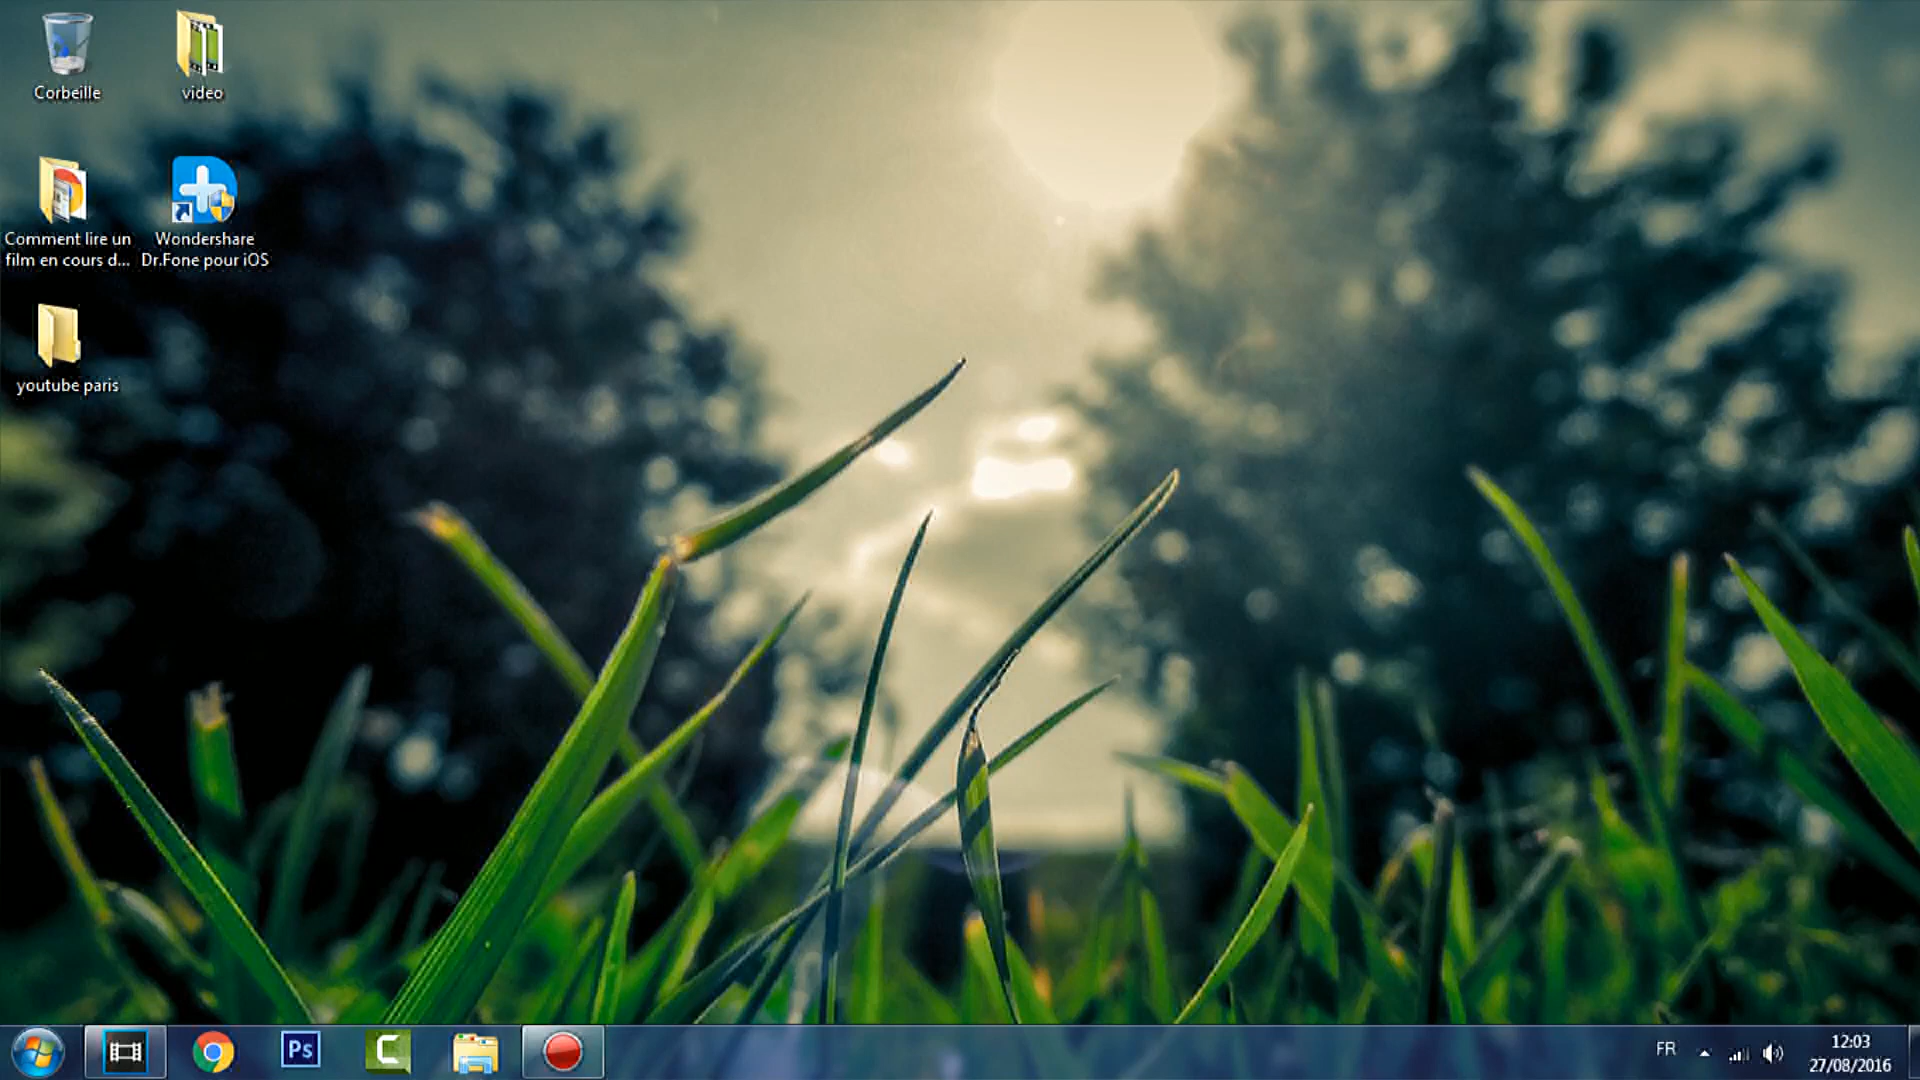 Corbeille
video
Comment lire un
film en cours d...
Wondershare
Dr.Fone pour iOS
youtube paris
Ps
C
FR
12:03
27/08/2016